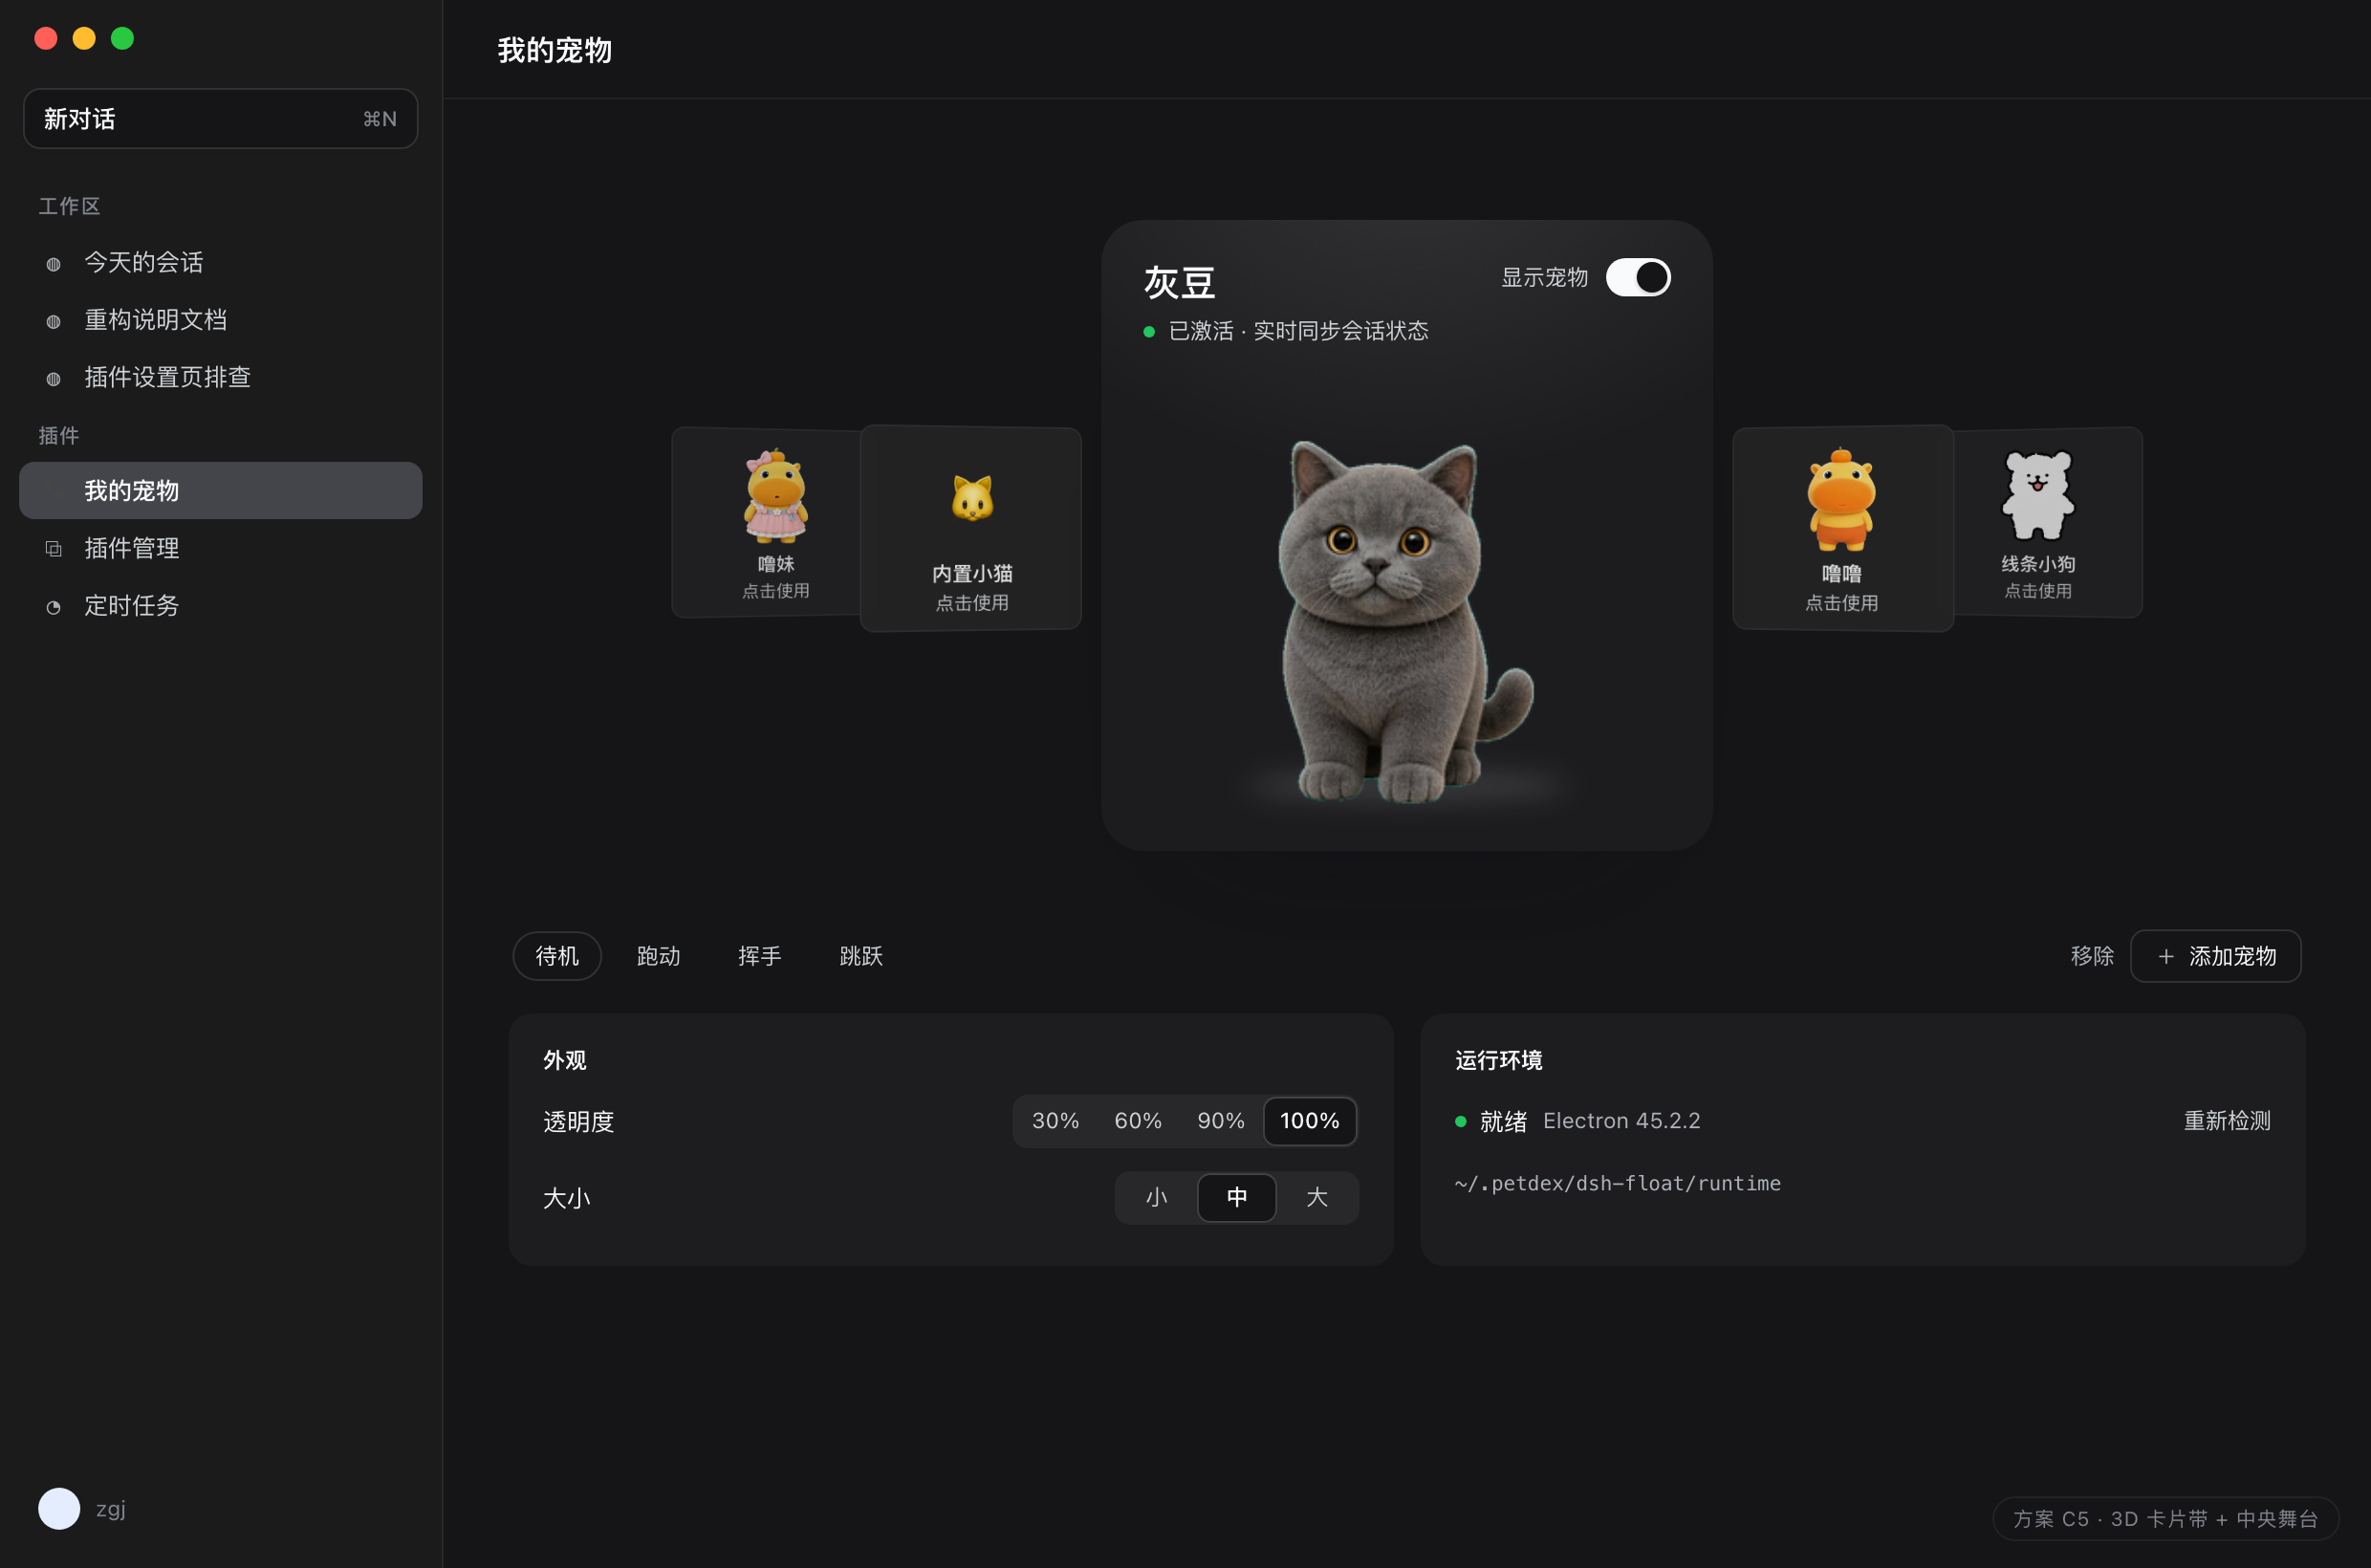 我的宠物
新对话 ⌘N
工作区
今天的会话
重构说明文档
插件设置页排查
插件
我的宠物
插件管理
定时任务
灰豆 显示宠物
已激活 · 实时同步会话状态
噜妹
点击使用
内置小猫
点击使用
噜噜
点击使用
线条小狗
点击使用
待机 跑动 挥手 跳跃 移除 + 添加宠物
外观
透明度 30% 60% 90% 100%
大小 小 中 大
运行环境
就绪 Electron 45.2.2 重新检测
~/.petdex/dsh-float/runtime
zgj
方案 C5 · 3D 卡片带 + 中央舞台